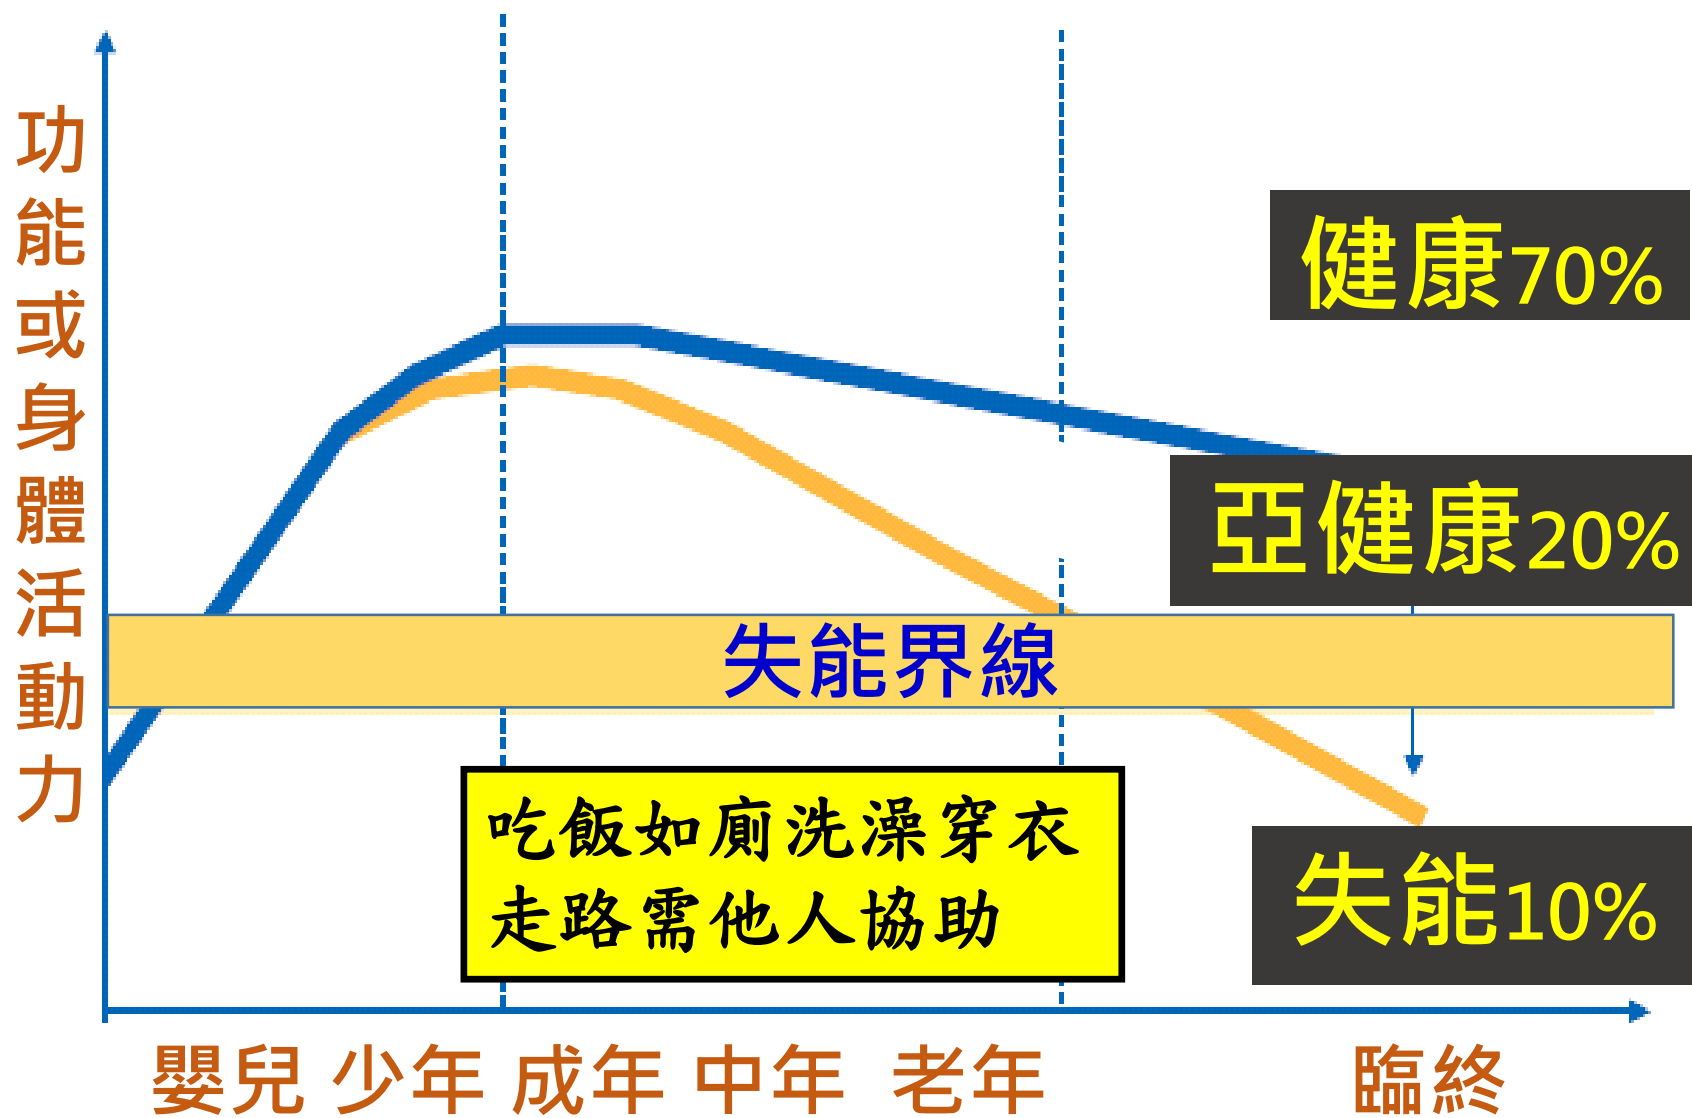 功能或身體活動力
健康70%
亞健康20%
失能界線
吃飯如廁洗澡穿衣
走路需他人協助
失能10%
嬰兒 少年 成年 中年 老年 臨終